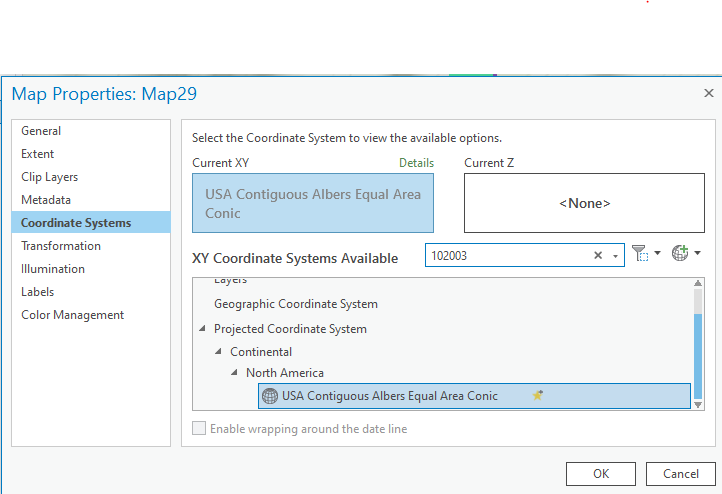 Map Properties: Map29
General
Extent
Clip Layers
Metadata
Coordinate Systems
Transformation
Illumination
Labels
Color Management
Select the Coordinate System to view the available options.
Current XY
Details
Current Z
USA Contiguous Albers Equal Area
Conic
<None>
XY Coordinate Systems Available
102003
Layers
Geographic Coordinate System
Projected Coordinate System
Continental
North America
USA Contiguous Albers Equal Area Conic
Enable wrapping around the date line
OK
Cancel